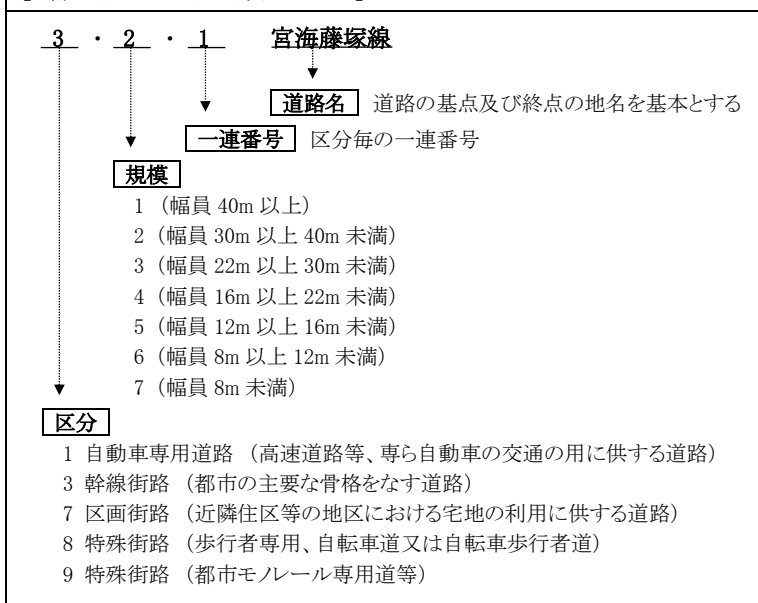 3 ・ 2 ・ 1 宮海藤塚線
道路名 道路の基点及び終点の地名を基本とする
一連番号 区分毎の一連番号
規模
1 （幅員 40m 以上）
2（幅員 30m 以上 40m 未満）
3（幅員 22m 以上 30m 未満）
4（幅員 16m 以上 22m 未満）
5（幅員 12m 以上 16m 未満）
6（幅員 8m 以上 12m 未満）
7（幅員 8m 未満）
区分
1 自動車専用道路 （高速道路等、専ら自動車の交通の用に供する道路）
3 幹線街路 （都市の主要な骨格をなす道路）
7 区画街路 （近隣住区等の地区における宅地の利用に供する道路）
8 特殊街路 （歩行者専用、自転車道又は自転車歩行者道）
9 特殊街路 （都市モノレール専用道等）